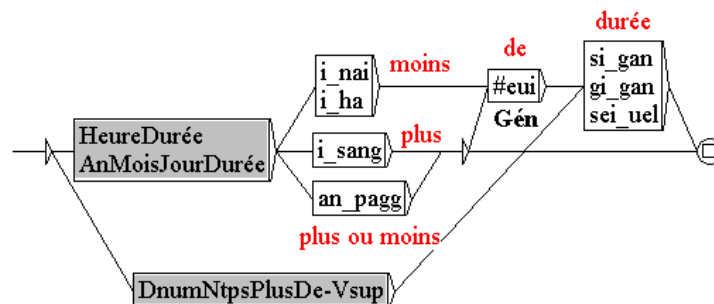 durée
de
moins
i_nai
i_ha
#eui
Gén
si_gan
gi_gan
sei_uel
HeureDurée
AnMoisJourDurée
i_sang
plus
an_pagg
plus ou moins
DnumNtpsPlusDe-Vsup